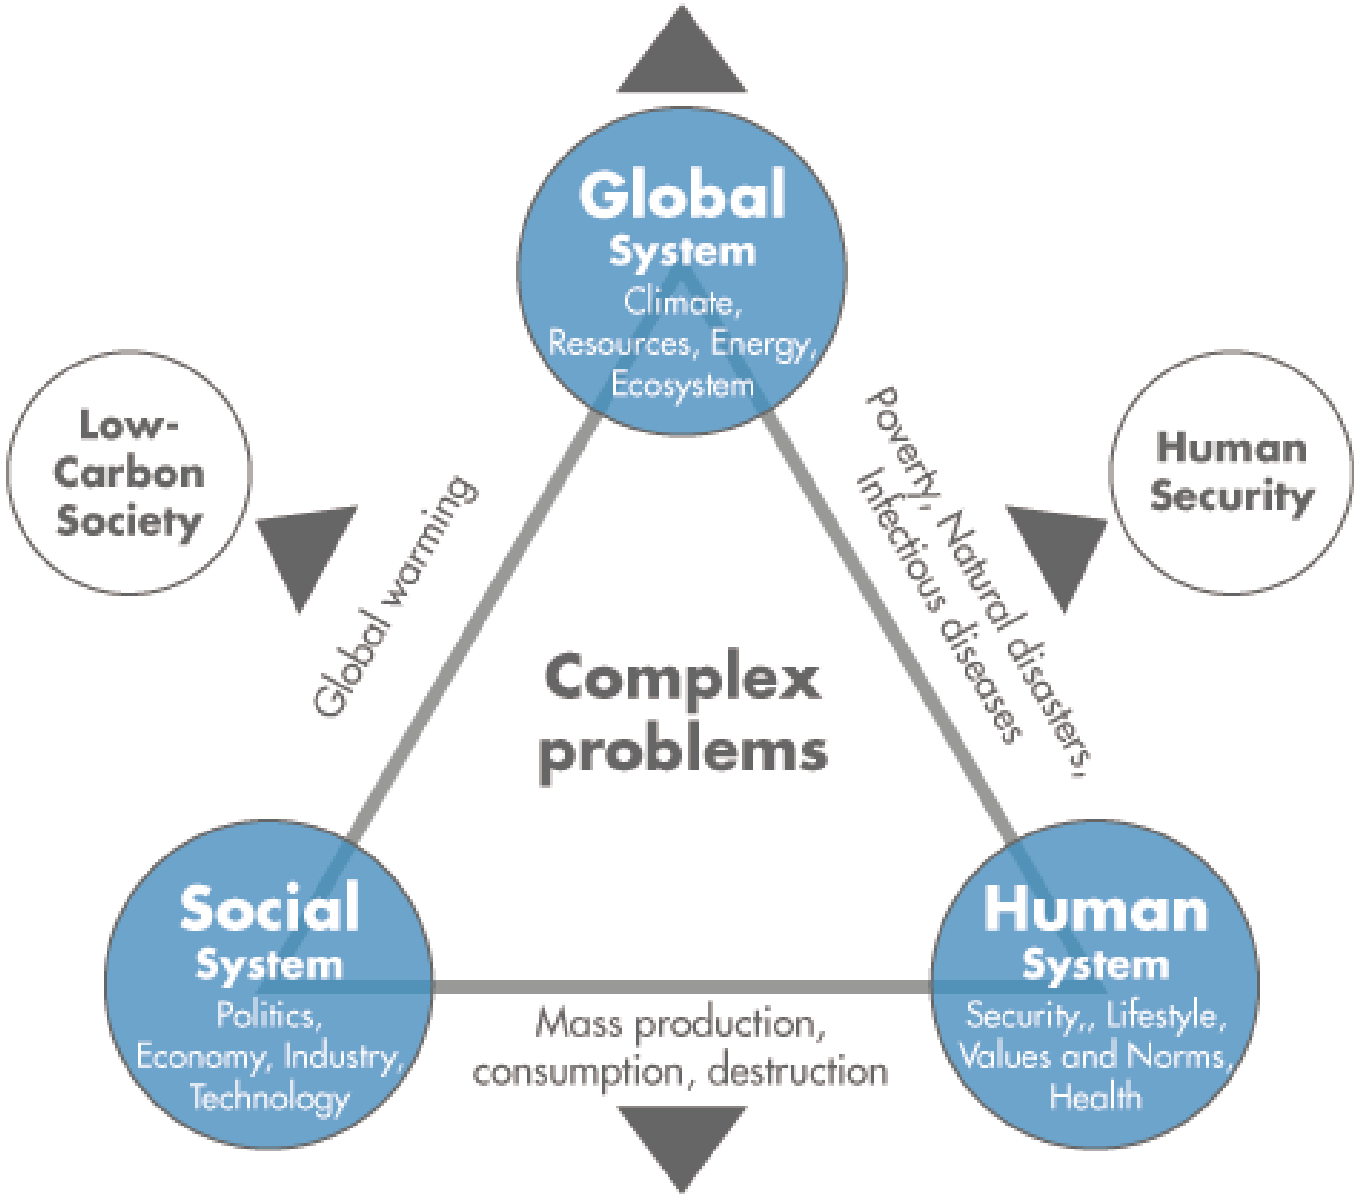 Global
System
Climate,
Resources, Energy,
Ecosystem
Low-
Carbon
Society
Human
Security
Global warming
Poverty, Natural disasters,
Infectious diseases
Complex
problems
Social
System
Politics,
Economy, Industry,
Technology
Human
System
Security,, Lifestyle,
Values and Norms,
Health
Mass production,
consumption, destruction